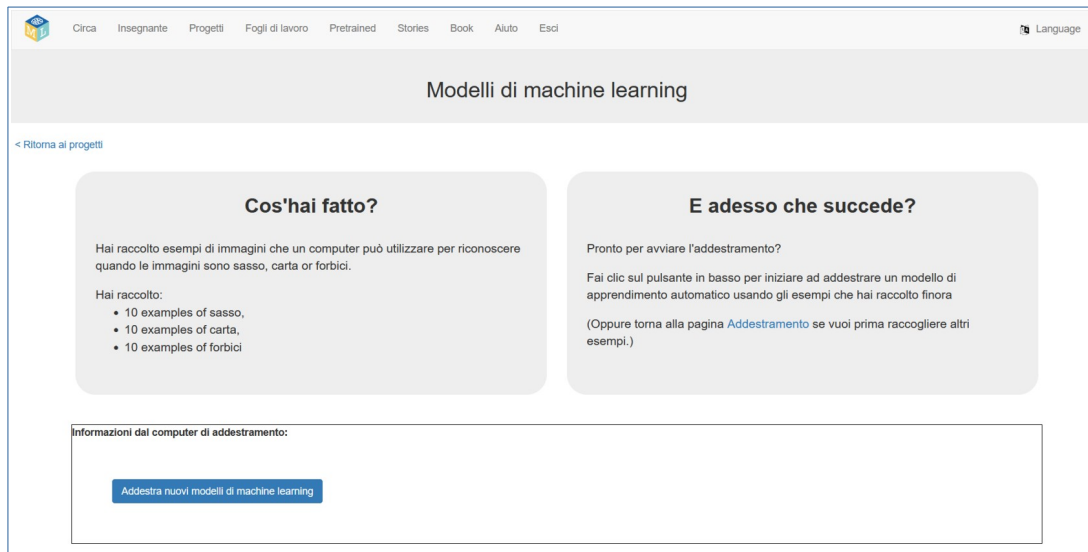 Circa Insegnante Progetti Fogli di lavoro Pretrained Stories Book Aiuto Esci Language
Modelli di machine learning
< Ritorna ai progetti
Cos'hai fatto?
Hai raccolto esempi di immagini che un computer può utilizzare per riconoscere
quando le immagini sono sasso, carta or forbici.
Hai raccolto:
• 10 examples of sasso,
• 10 examples of carta,
• 10 examples of forbici
E adesso che succede?
Pronto per avviare l'addestramento?
Fai clic sul pulsante in basso per iniziare ad addestrare un modello di
apprendimento automatico usando gli esempi che hai raccolto finora
(Oppure torna alla pagina Addestramento se vuoi prima raccogliere altri
esempi.)
Informazioni dal computer di addestramento:
Addestra nuovi modelli di machine learning